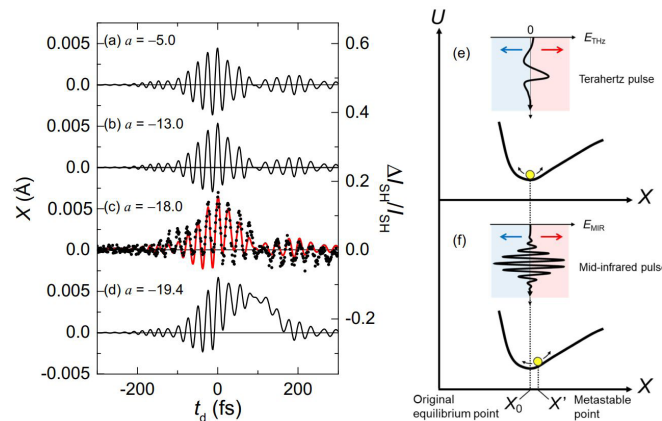 0.005
0.0
(a) a = −5.0
0.6
0.4
0.005
0.0
(b) a = −13.0
0.2
X (Å)
ΔI_SH/I_SH
0.005
0.0
(c) a = −18.0
0.0
0.005
0.0
-0.005
(d) a = −19.4
-0.2
-200
0
200
t_d (fs)
U
0
E_THz
(e)
Terahertz pulse
X
E_MIR
(f)
Mid-infrared pulse
X
Original
equilibrium point
X_0
X'
Metastable
point